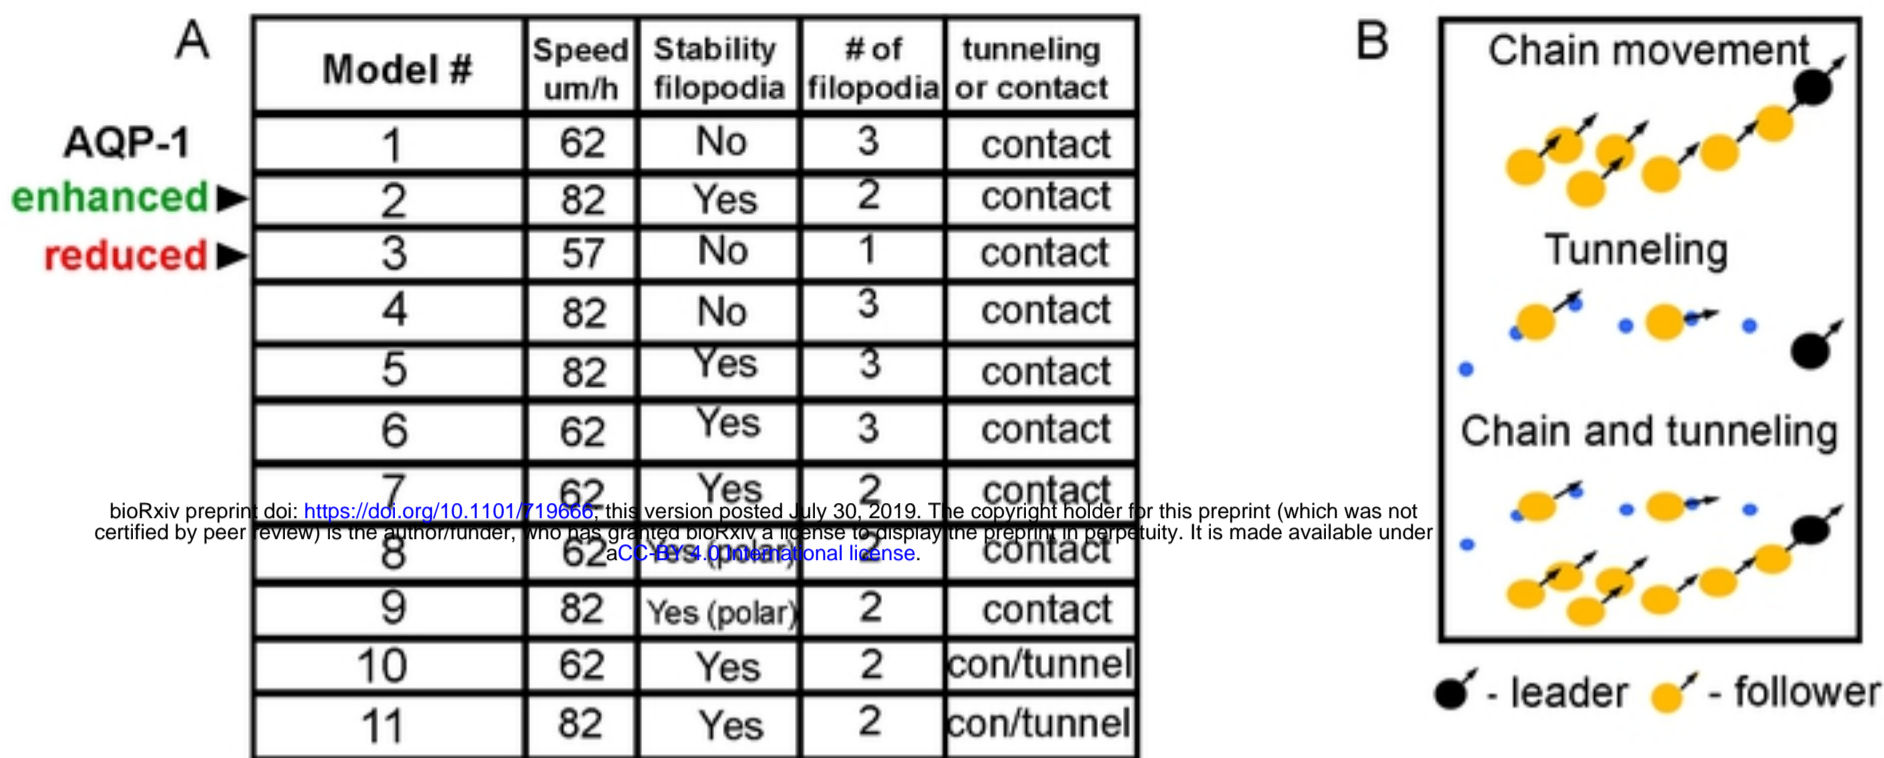 A
Model # Speed um/h Stability filopodia # of filopodia tunneling or contact
AQP-1 1 62 No 3 contact
enhanced 2 82 Yes 2 contact
reduced 3 57 No 1 contact
4 82 No 3 contact
5 82 Yes 3 contact
6 62 Yes 3 contact
7 62 Yes 2 contact
bioRxiv preprint doi: https://doi.org/10.1101/719666; this version posted July 30, 2019. The copyright holder for this preprint (which was not
certified by peer review) is the author/funder, who has granted bioRxiv a license to display the preprint in perpetuity. It is made available under
aCC-BY 4.0 International license.
8 62 Yes (polar) 2 contact
9 82 Yes (polar) 2 contact
10 62 Yes 2 con/tunnel
11 82 Yes 2 con/tunnel
B
Chain movement
Tunneling
Chain and tunneling
- leader - follower